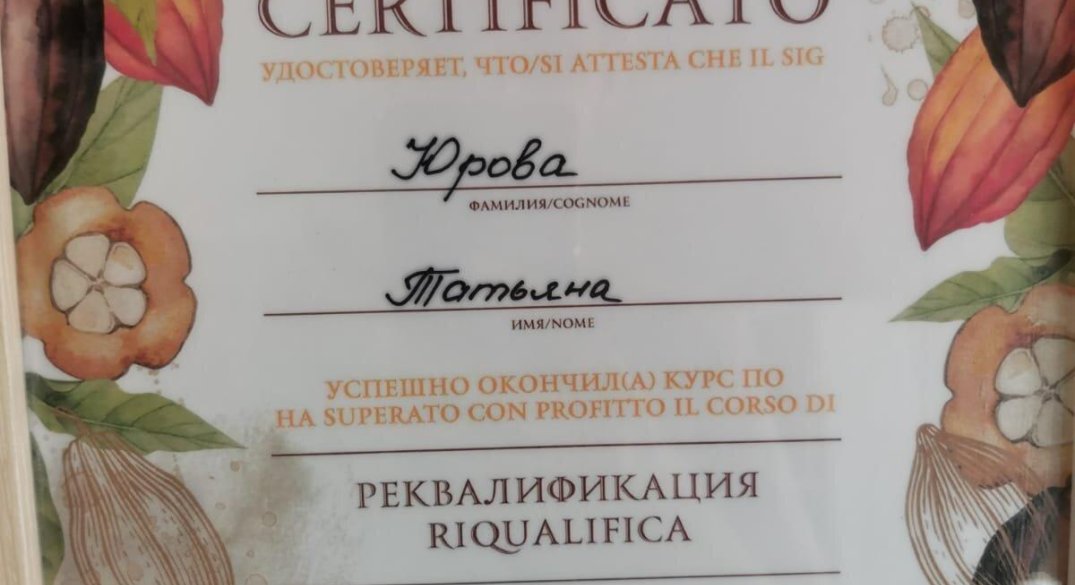 CERTIFICATO
УДОСТОВЕРЯЕТ, ЧТО/SI ATTESTA CHE IL SIG
Юрова
ФАМИЛИЯ/COGNOME
Татьяна
ИМЯ/NOME
УСПЕШНО ОКОНЧИЛ(А) КУРС ПО
HA SUPERATO CON PROFITTO IL CORSO DI
РЕКВАЛИФИКАЦИЯ
RIQUALIFICA